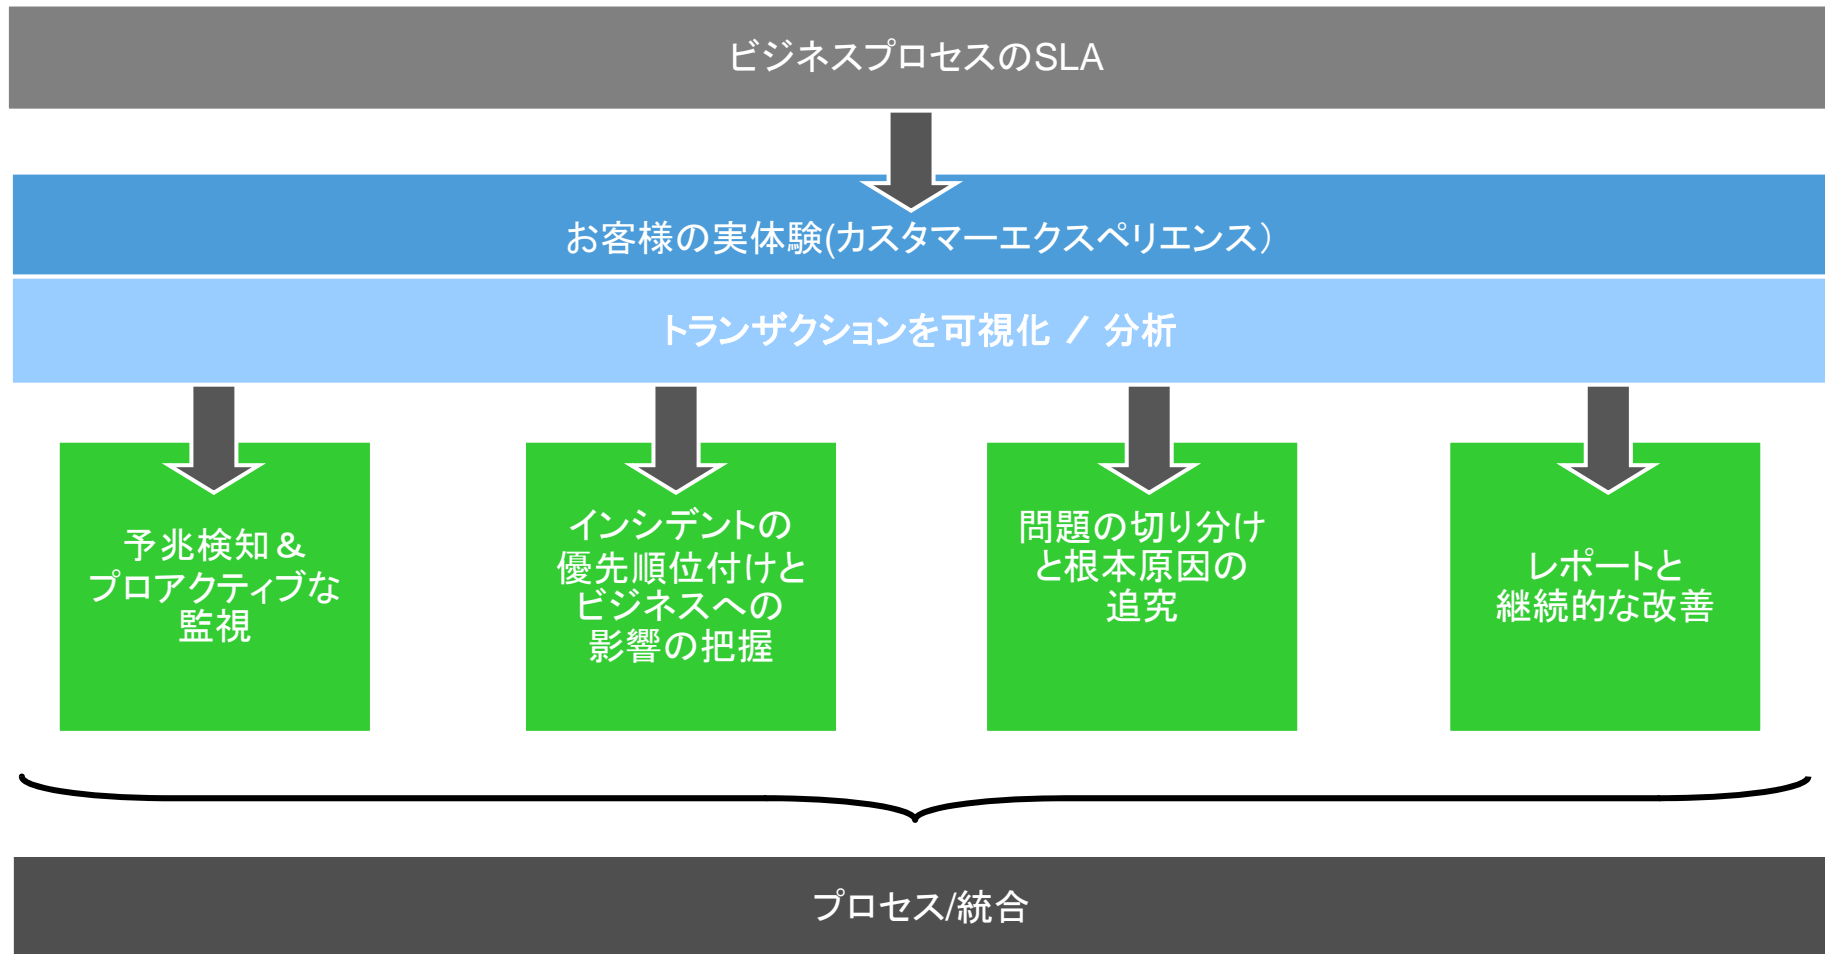 ビジネスプロセスのSLA
お客様の実体験(カスタマーエクスペリエンス）
トランザクションを可視化 / 分析
予兆検知＆
プロアクティブな
監視
インシデントの
優先順位付けと
ビジネスへの
影響の把握
問題の切り分け
と根本原因の
追究
レポートと
継続的な改善
プロセス/統合